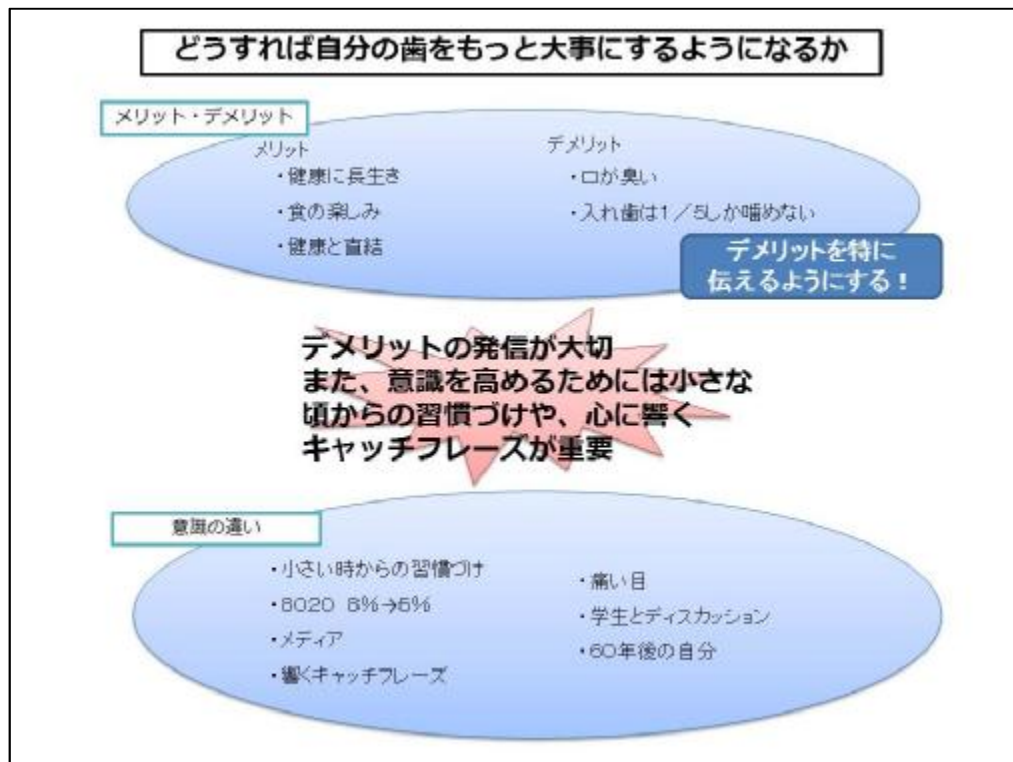 どうすれば自分の歯をもっと大事にするようになるか
メリット・デメリット
メリット
・健康に長生き
・食の楽しみ
・健康と直結
デメリット
・口が臭い
・入れ歯は1/5しか噛めない
デメリットを特に
伝えるようにする!
デメリットの発信が大切
また、意識を高めるためには小さな
頃からの習慣づけや、心に響く
キャッチフレーズが重要
意識の違い
・小さい時からの習慣づけ
・8020
・メディア
・響くキャッチフレーズ
・痛い目
・学生とディスカッション
・60年後の自分